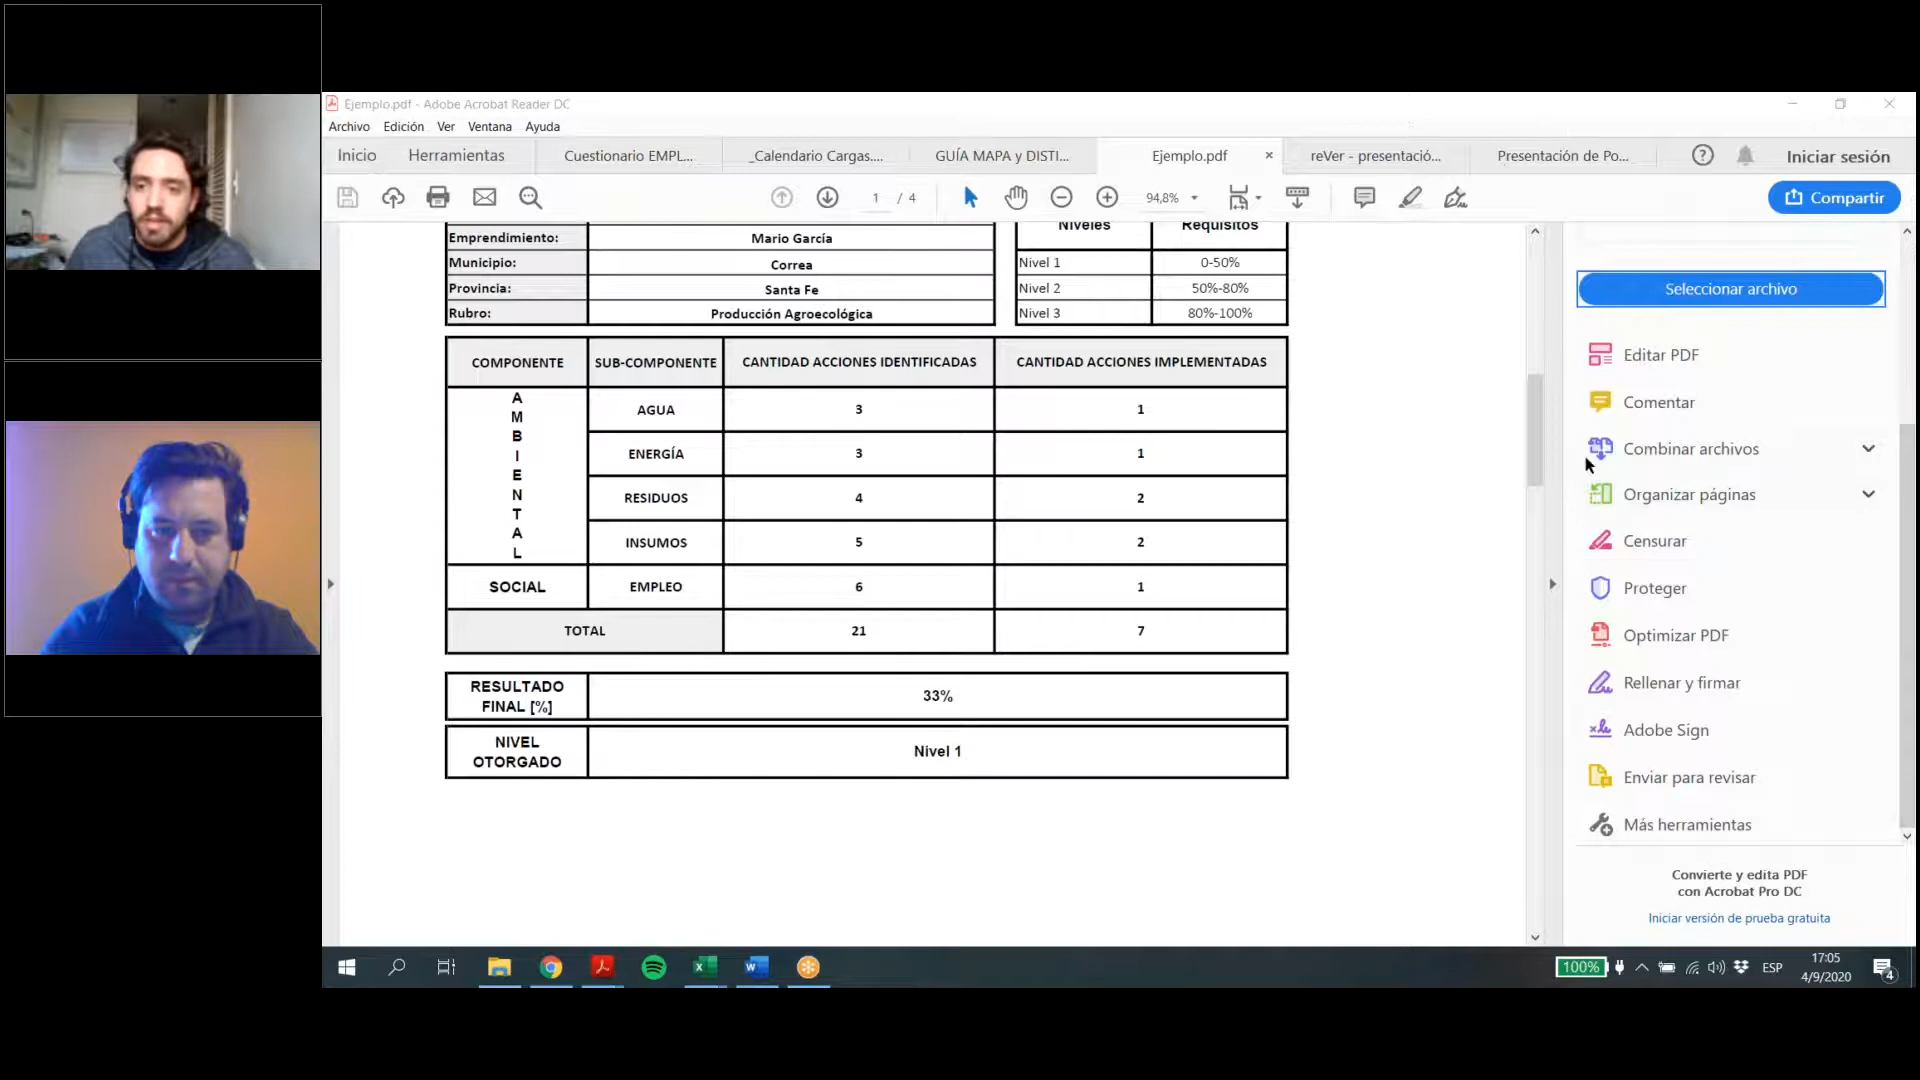 Ejemplo.pdf - Adobe Acrobat Reader DC
Archivo Edición Ver Ventana Ayuda
Inicio Herramientas Cuestionario EMPL... _Calendario Cargas.... GUÍA MAPA y DISTI... Ejemplo.pdf × reVer - presentació... Presentación de Po... Iniciar sesión
1 / 4 94,8% Compartir
Niveles Requisitos
Emprendimiento: Mario García
Municipio: Correa Nivel 1 0-50%
Provincia: Santa Fe Nivel 2 50%-80%
Rubro: Producción Agroecológica Nivel 3 80%-100%
COMPONENTE SUB-COMPONENTE CANTIDAD ACCIONES IDENTIFICADAS CANTIDAD ACCIONES IMPLEMENTADAS
AMBIENTAL
AGUA 3 1
ENERGÍA 3 1
RESIDUOS 4 2
INSUMOS 5 2
SOCIAL EMPLEO 6 1
TOTAL 21 7
RESULTADO
FINAL [%] 33%
NIVEL
OTORGADO Nivel 1
Seleccionar archivo
Editar PDF
Comentar
Combinar archivos
Organizar páginas
Censurar
Proteger
Optimizar PDF
Rellenar y firmar
Adobe Sign
Enviar para revisar
Más herramientas
Convierte y edita PDF
con Acrobat Pro DC
Iniciar versión de prueba gratuita
100% ESP 17:05
4/9/2020 4